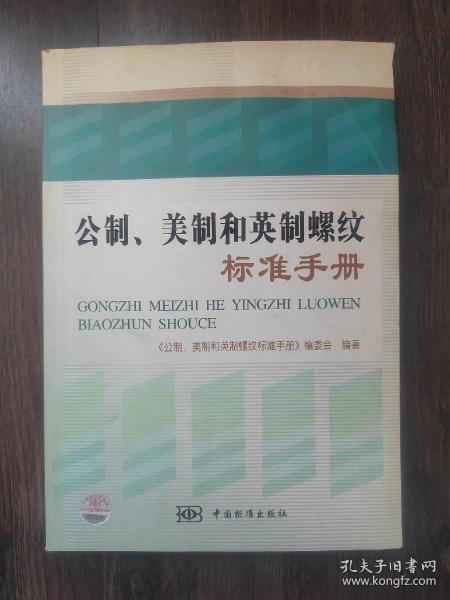 公制、美制和英制螺纹
标准手册
GONGZHI MEIZHI HE YINGZHI LUOWEN
BIAOZHUN SHOUCE
《公制、美制和英制螺纹标准手册》编委会 编著
中国标准出版社
孔夫子旧书网
www.kongfz.com